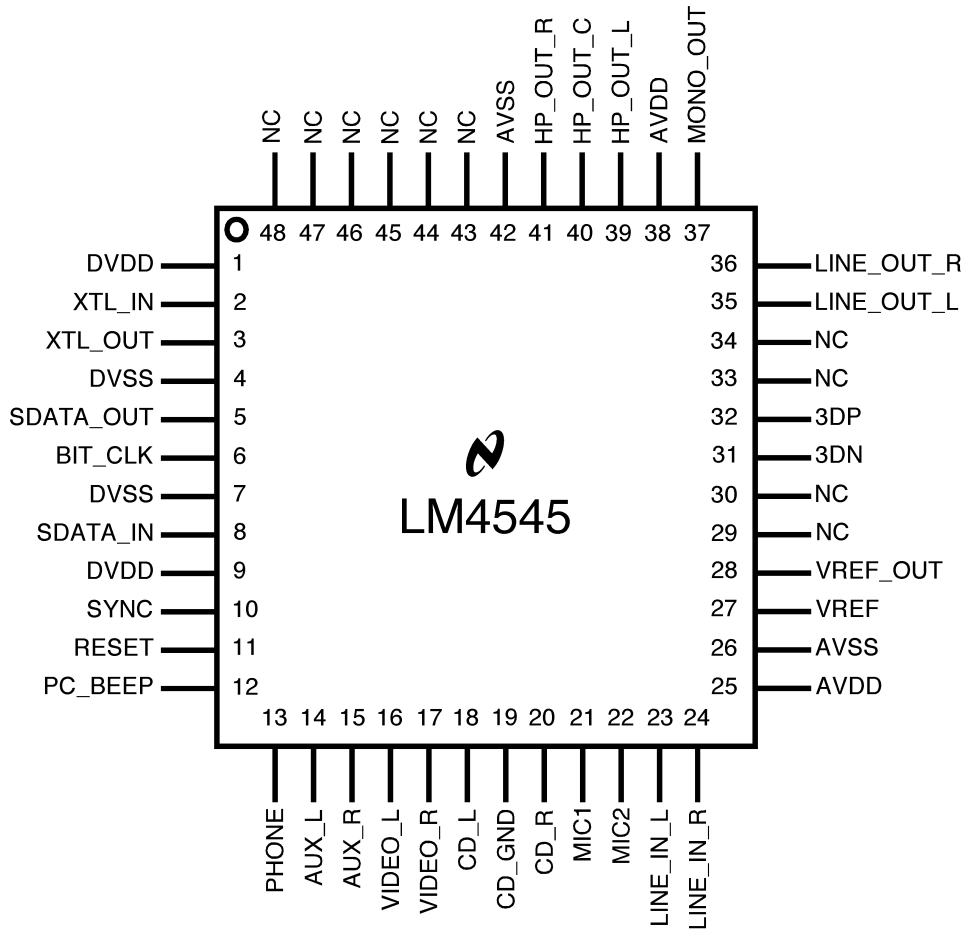 NC
NC
NC
NC
NC
NC
AVSS
HP_OUT_R
HP_OUT_C
HP_OUT_L
AVDD
MONO_OUT
48 47 46 45 44 43 42 41 40 39 38 37
DVDD 1 36 LINE_OUT_R
XTL_IN 2 35 LINE_OUT_L
XTL_OUT 3 34 NC
DVSS 4 33 NC
SDATA_OUT 5 32 3DP
BIT_CLK 6 31 3DN
DVSS 7 30 NC
SDATA_IN 8 29 NC
DVDD 9 28 VREF_OUT
SYNC 10 27 VREF
RESET 11 26 AVSS
PC_BEEP 12 25 AVDD
LM4545
13 14 15 16 17 18 19 20 21 22 23 24
PHONE
AUX_L
AUX_R
VIDEO_L
VIDEO_R
CD_L
CD_GND
CD_R
MIC1
MIC2
LINE_IN_L
LINE_IN_R